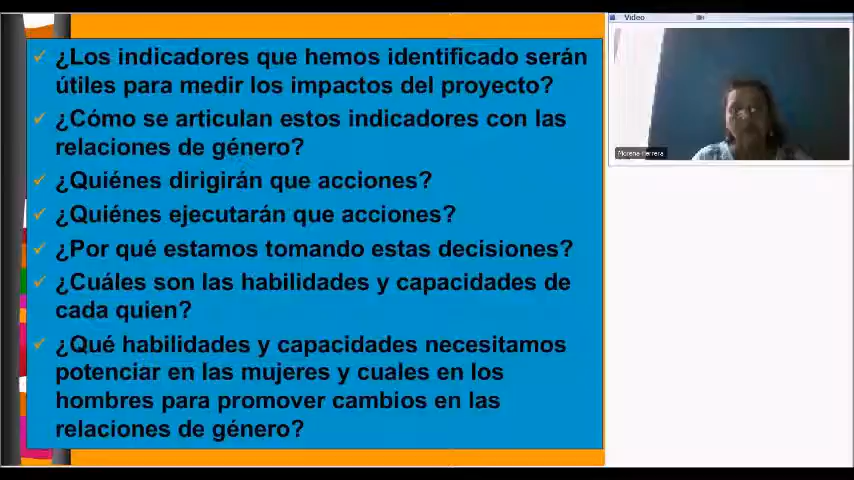 ¿Los indicadores que hemos identificado serán
útiles para medir los impactos del proyecto?
¿Cómo se articulan estos indicadores con las
relaciones de género?
¿Quiénes dirigirán que acciones?
¿Quiénes ejecutarán que acciones?
¿Por qué estamos tomando estas decisiones?
¿Cuáles son las habilidades y capacidades de
cada quien?
¿Qué habilidades y capacidades necesitamos
potenciar en las mujeres y cuales en los
hombres para promover cambios en las
relaciones de género?
Video
Morena Herrera